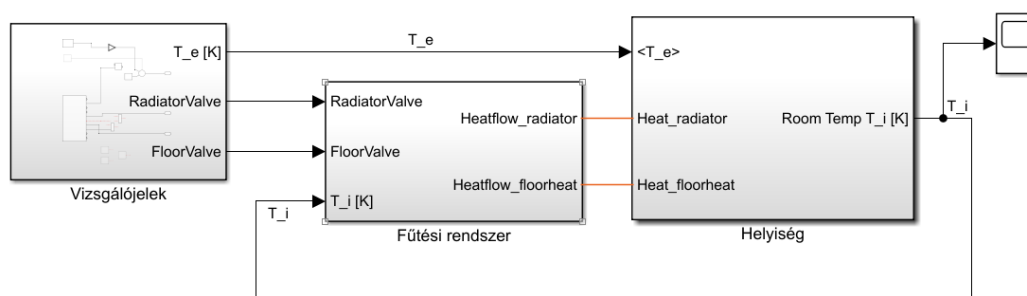 T_e [K]
RadiatorValve
FloorValve
Vizsgálójelek
T_e
RadiatorValve
FloorValve
T_i [K]
Heatflow_radiator
Heatflow_floorheat
Fűtési rendszer
T_i
<T_e>
Heat_radiator
Heat_floorheat
Room Temp T_i [K]
Helyiség
T_i